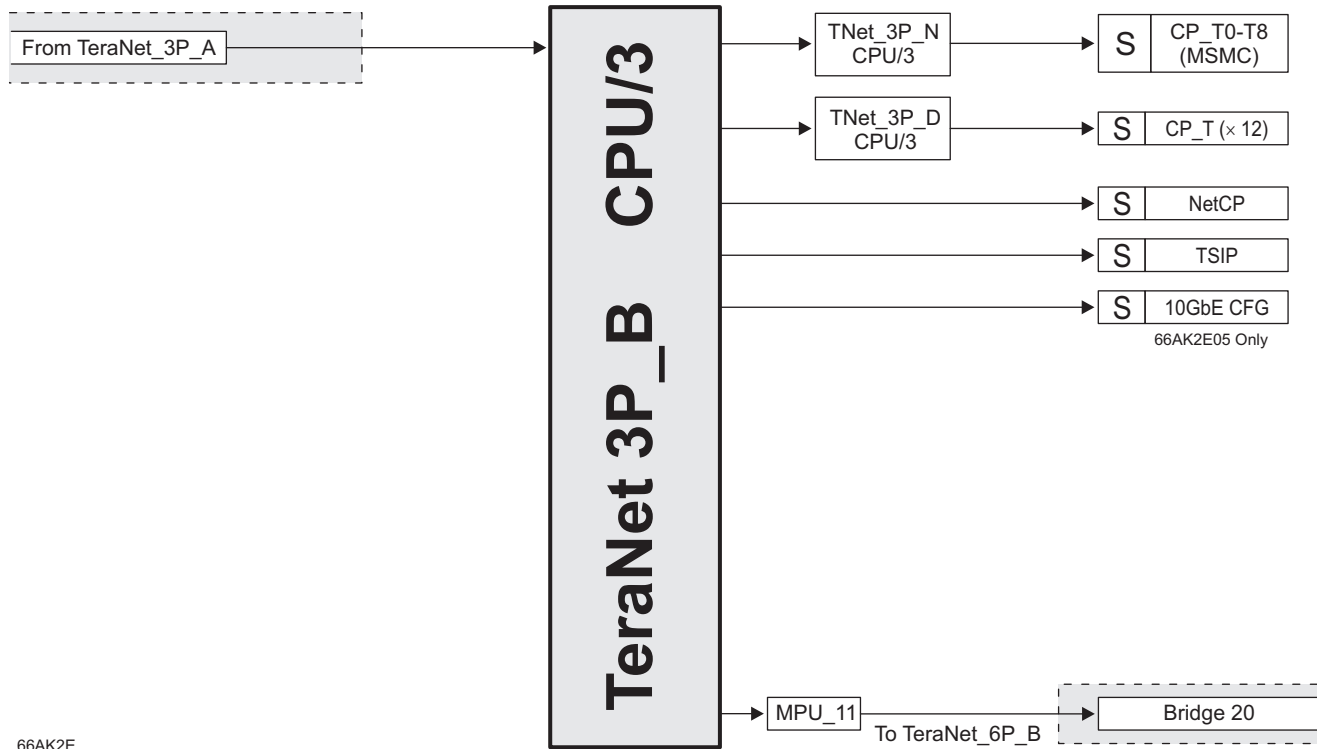 From TeraNet_3P_A
TeraNet 3P_B CPU/3
TNet_3P_N
CPU/3
S
CP_T0-T8
(MSMC)
TNet_3P_D
CPU/3
S
CP_T (× 12)
S
NetCP
S
TSIP
S
10GbE CFG
66AK2E05 Only
MPU_11
To TeraNet_6P_B
Bridge 20
66AK2E